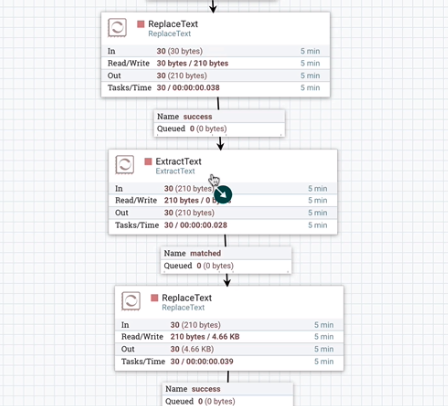 ReplaceText
ReplaceText
In 30 (30 bytes) 5 min
Read/Write 30 bytes / 210 bytes 5 min
Out 30 (210 bytes) 5 min
Tasks/Time 30 / 00:00:00.038 5 min
Name success
Queued 0 (0 bytes)
ExtractText
ExtractText
In 30 (210 bytes) 5 min
Read/Write 210 bytes / 0 5 min
Out 30 (210 bytes) 5 min
Tasks/Time 30 / 00:00:00.028 5 min
Name matched
Queued 0 (0 bytes)
ReplaceText
ReplaceText
In 30 (210 bytes) 5 min
Read/Write 210 bytes / 4.66 KB 5 min
Out 30 (4.66 KB) 5 min
Tasks/Time 30 / 00:00:00.039 5 min
Name success
Queued 0 (0 bytes)